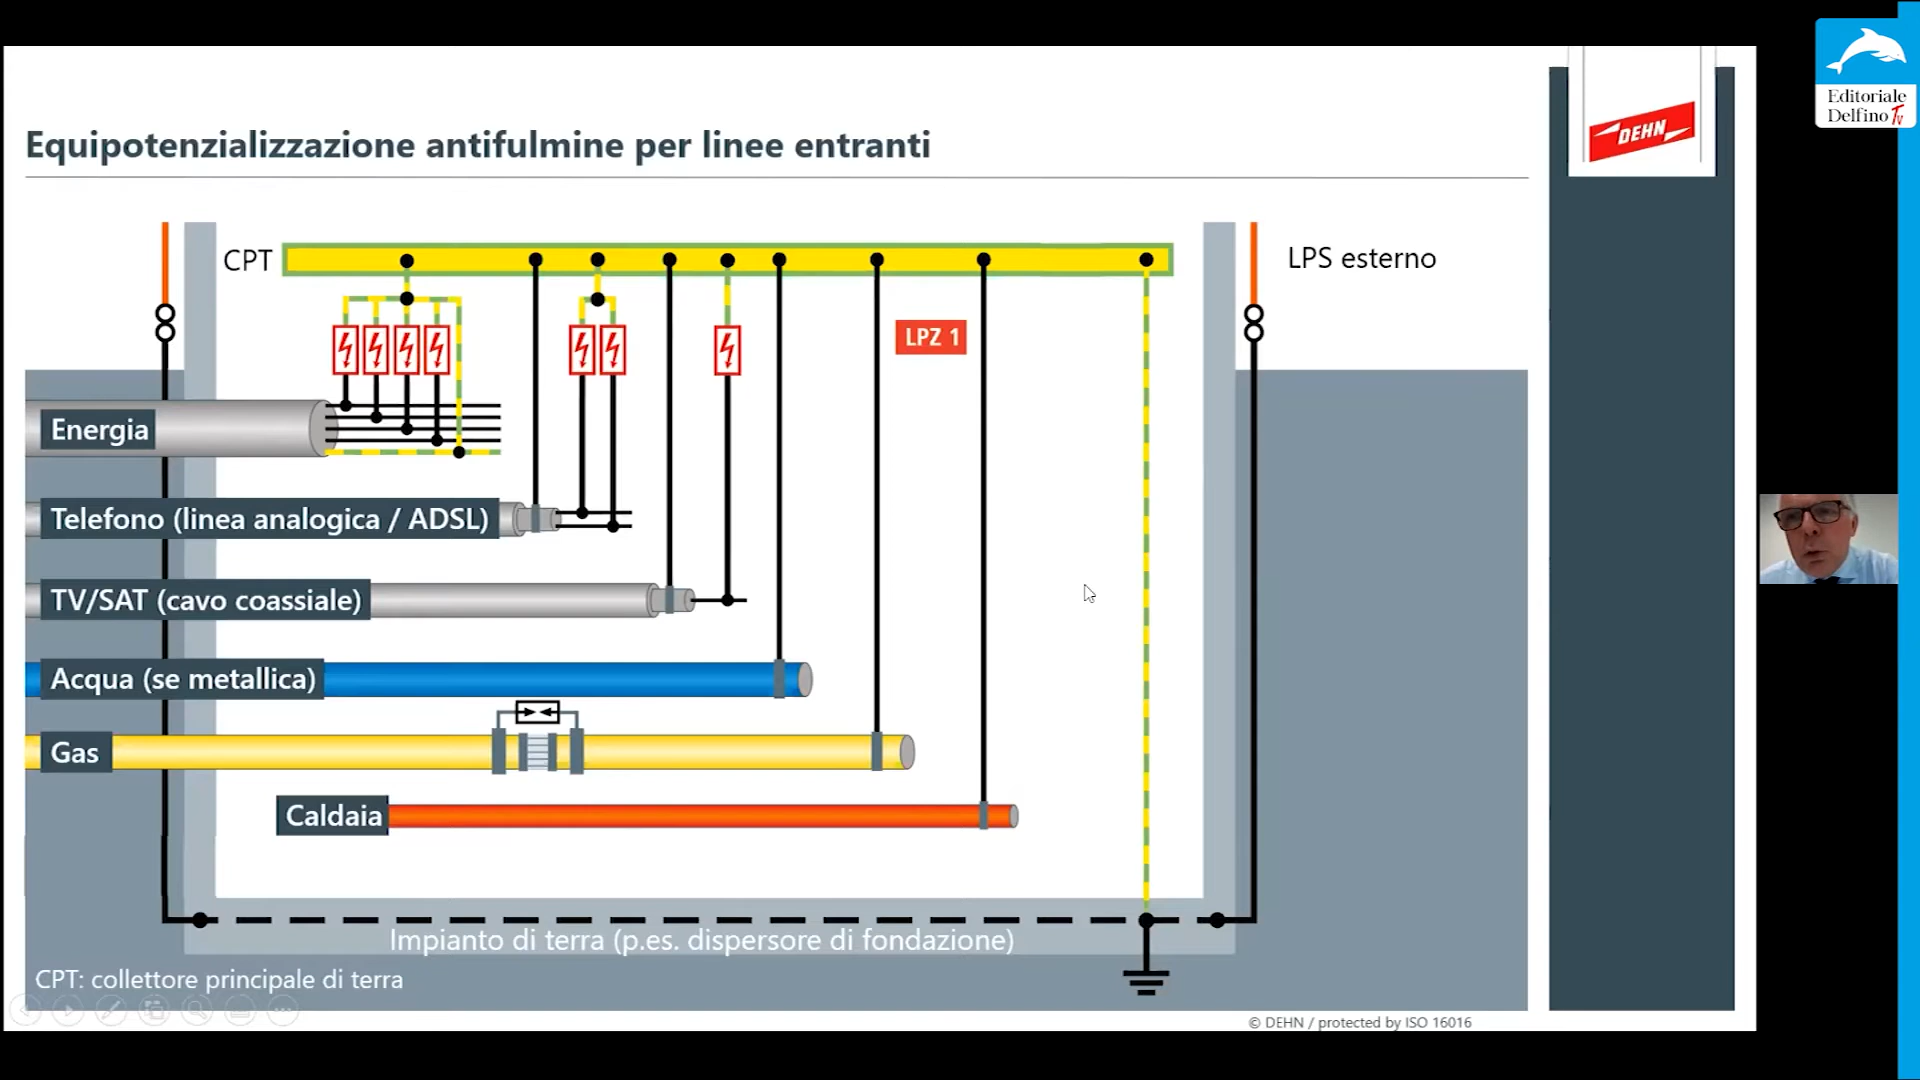 Editoriale
Delfino Tv
DEHN
Equipotenzializzazione antifulmine per linee entranti
CPT
LPS esterno
LPZ 1
Energia
Telefono (linea analogica / ADSL)
TV/SAT (cavo coassiale)
Acqua (se metallica)
Gas
Caldaia
Impianto di terra (p.es. dispersore di fondazione)
CPT: collettore principale di terra
© DEHN / protected by ISO 16016